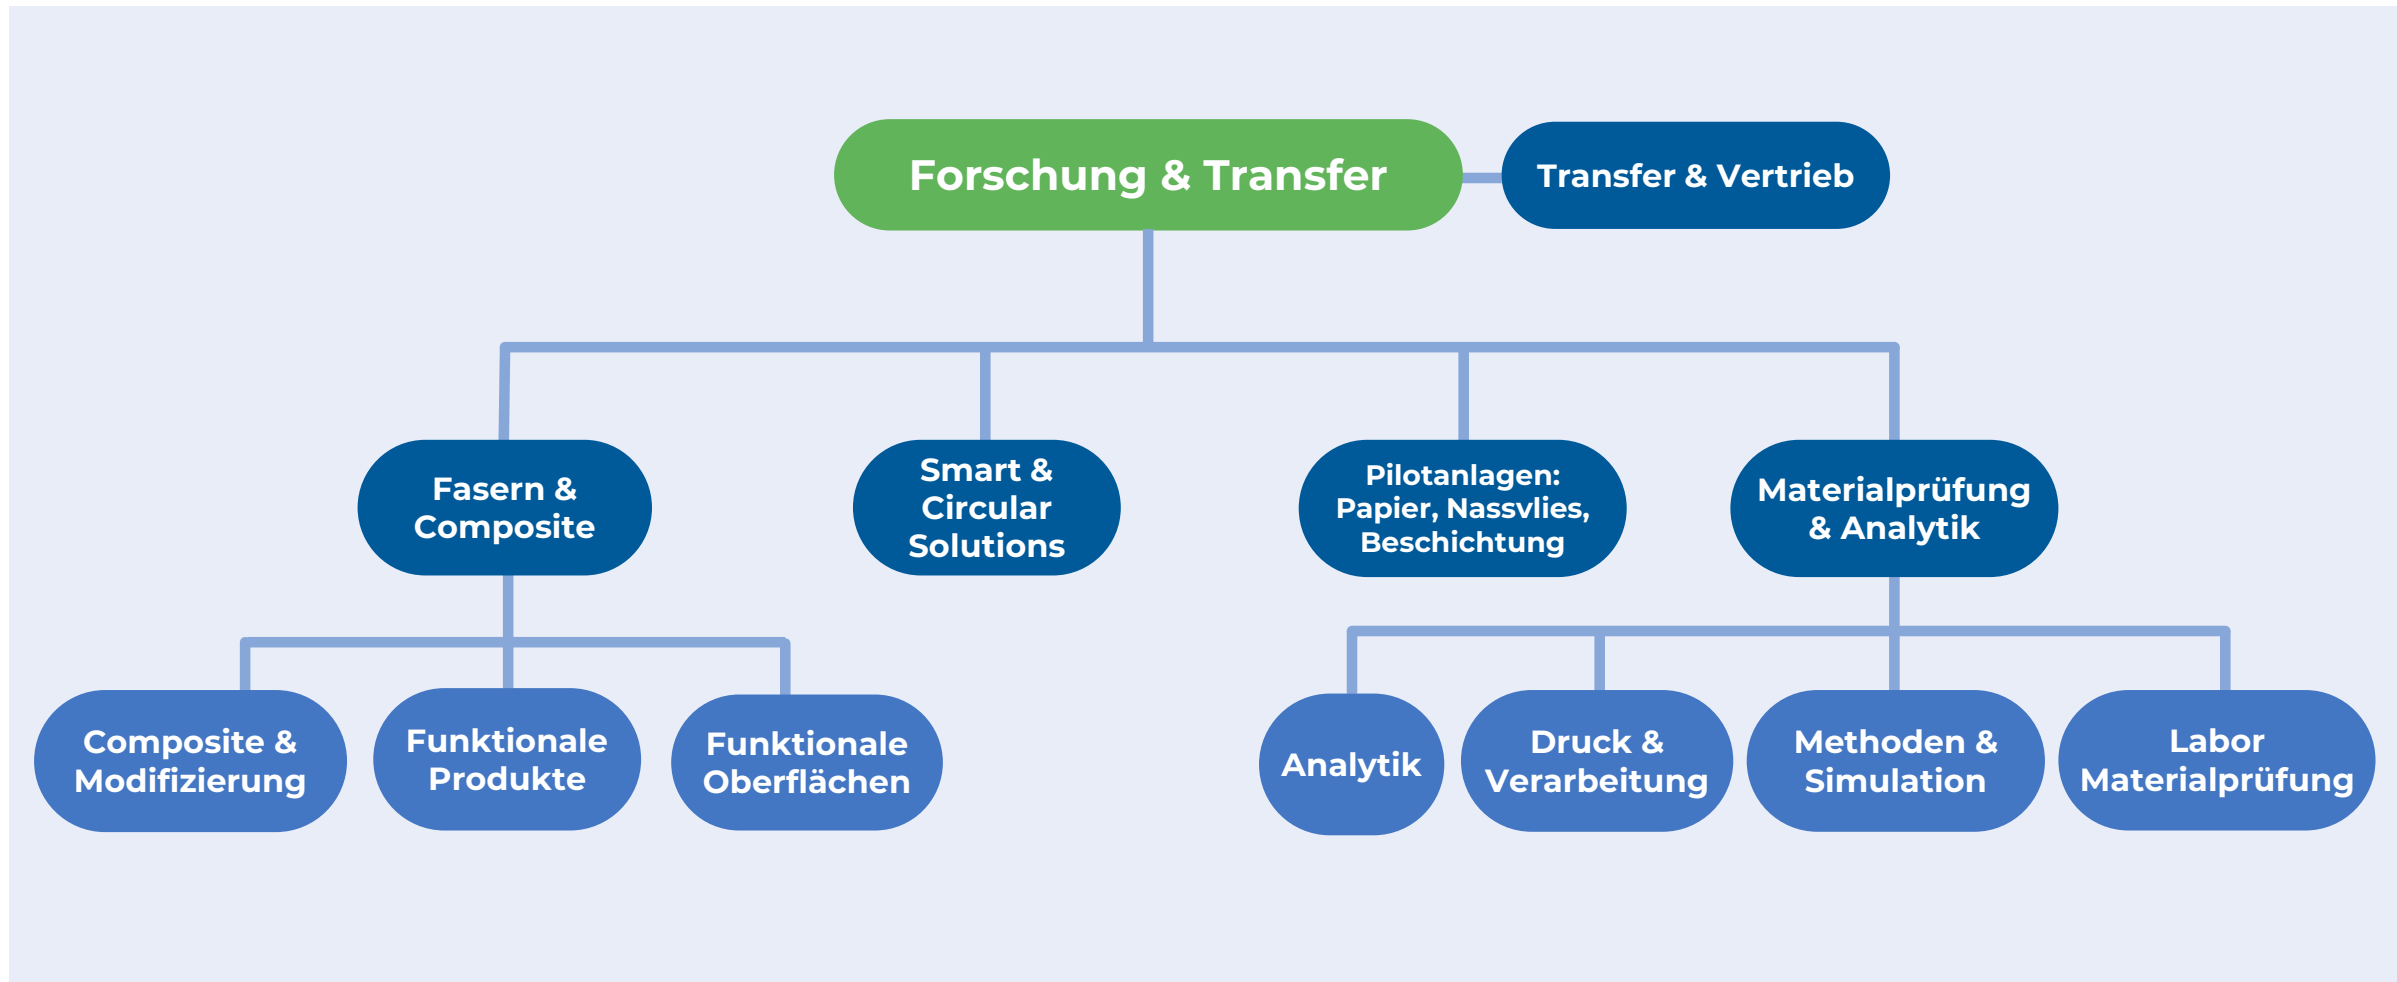 Forschung & Transfer
Transfer & Vertrieb
Fasern &
Composite
Smart &
Circular
Solutions
Pilotanlagen:
Papier, Nassvlies,
Beschichtung
Materialprüfung
& Analytik
Composite &
Modifizierung
Funktionale
Produkte
Funktionale
Oberflächen
Analytik
Druck &
Verarbeitung
Methoden &
Simulation
Labor
Materialprüfung